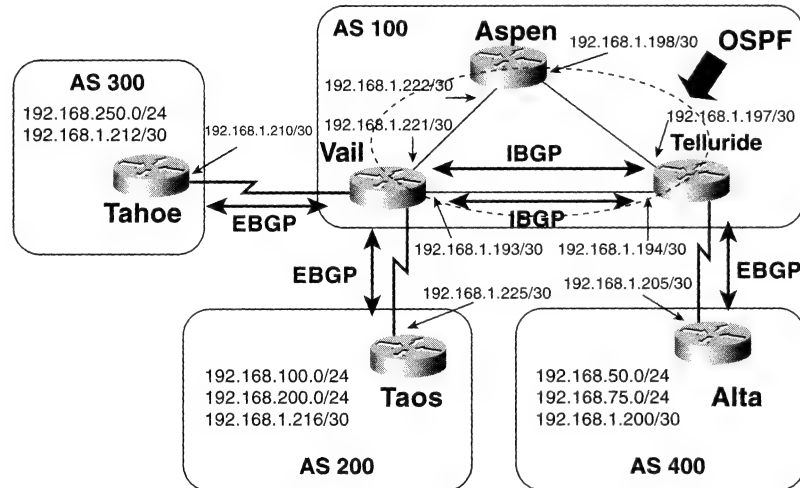 AS 100
Aspen
192.168.1.198/30
OSPF
AS 300
192.168.250.0/24
192.168.1.212/30
192.168.1.222/30
192.168.1.210/30
192.168.1.221/30
192.168.1.197/30
Vail
IBGP
Telluride
Tahoe
EBGP
IBGP
192.168.1.193/30
192.168.1.194/30
EBGP
EBGP
192.168.1.225/30
192.168.1.205/30
192.168.100.0/24
192.168.200.0/24
192.168.1.216/30
Taos
192.168.50.0/24
192.168.75.0/24
192.168.1.200/30
Alta
AS 200
AS 400